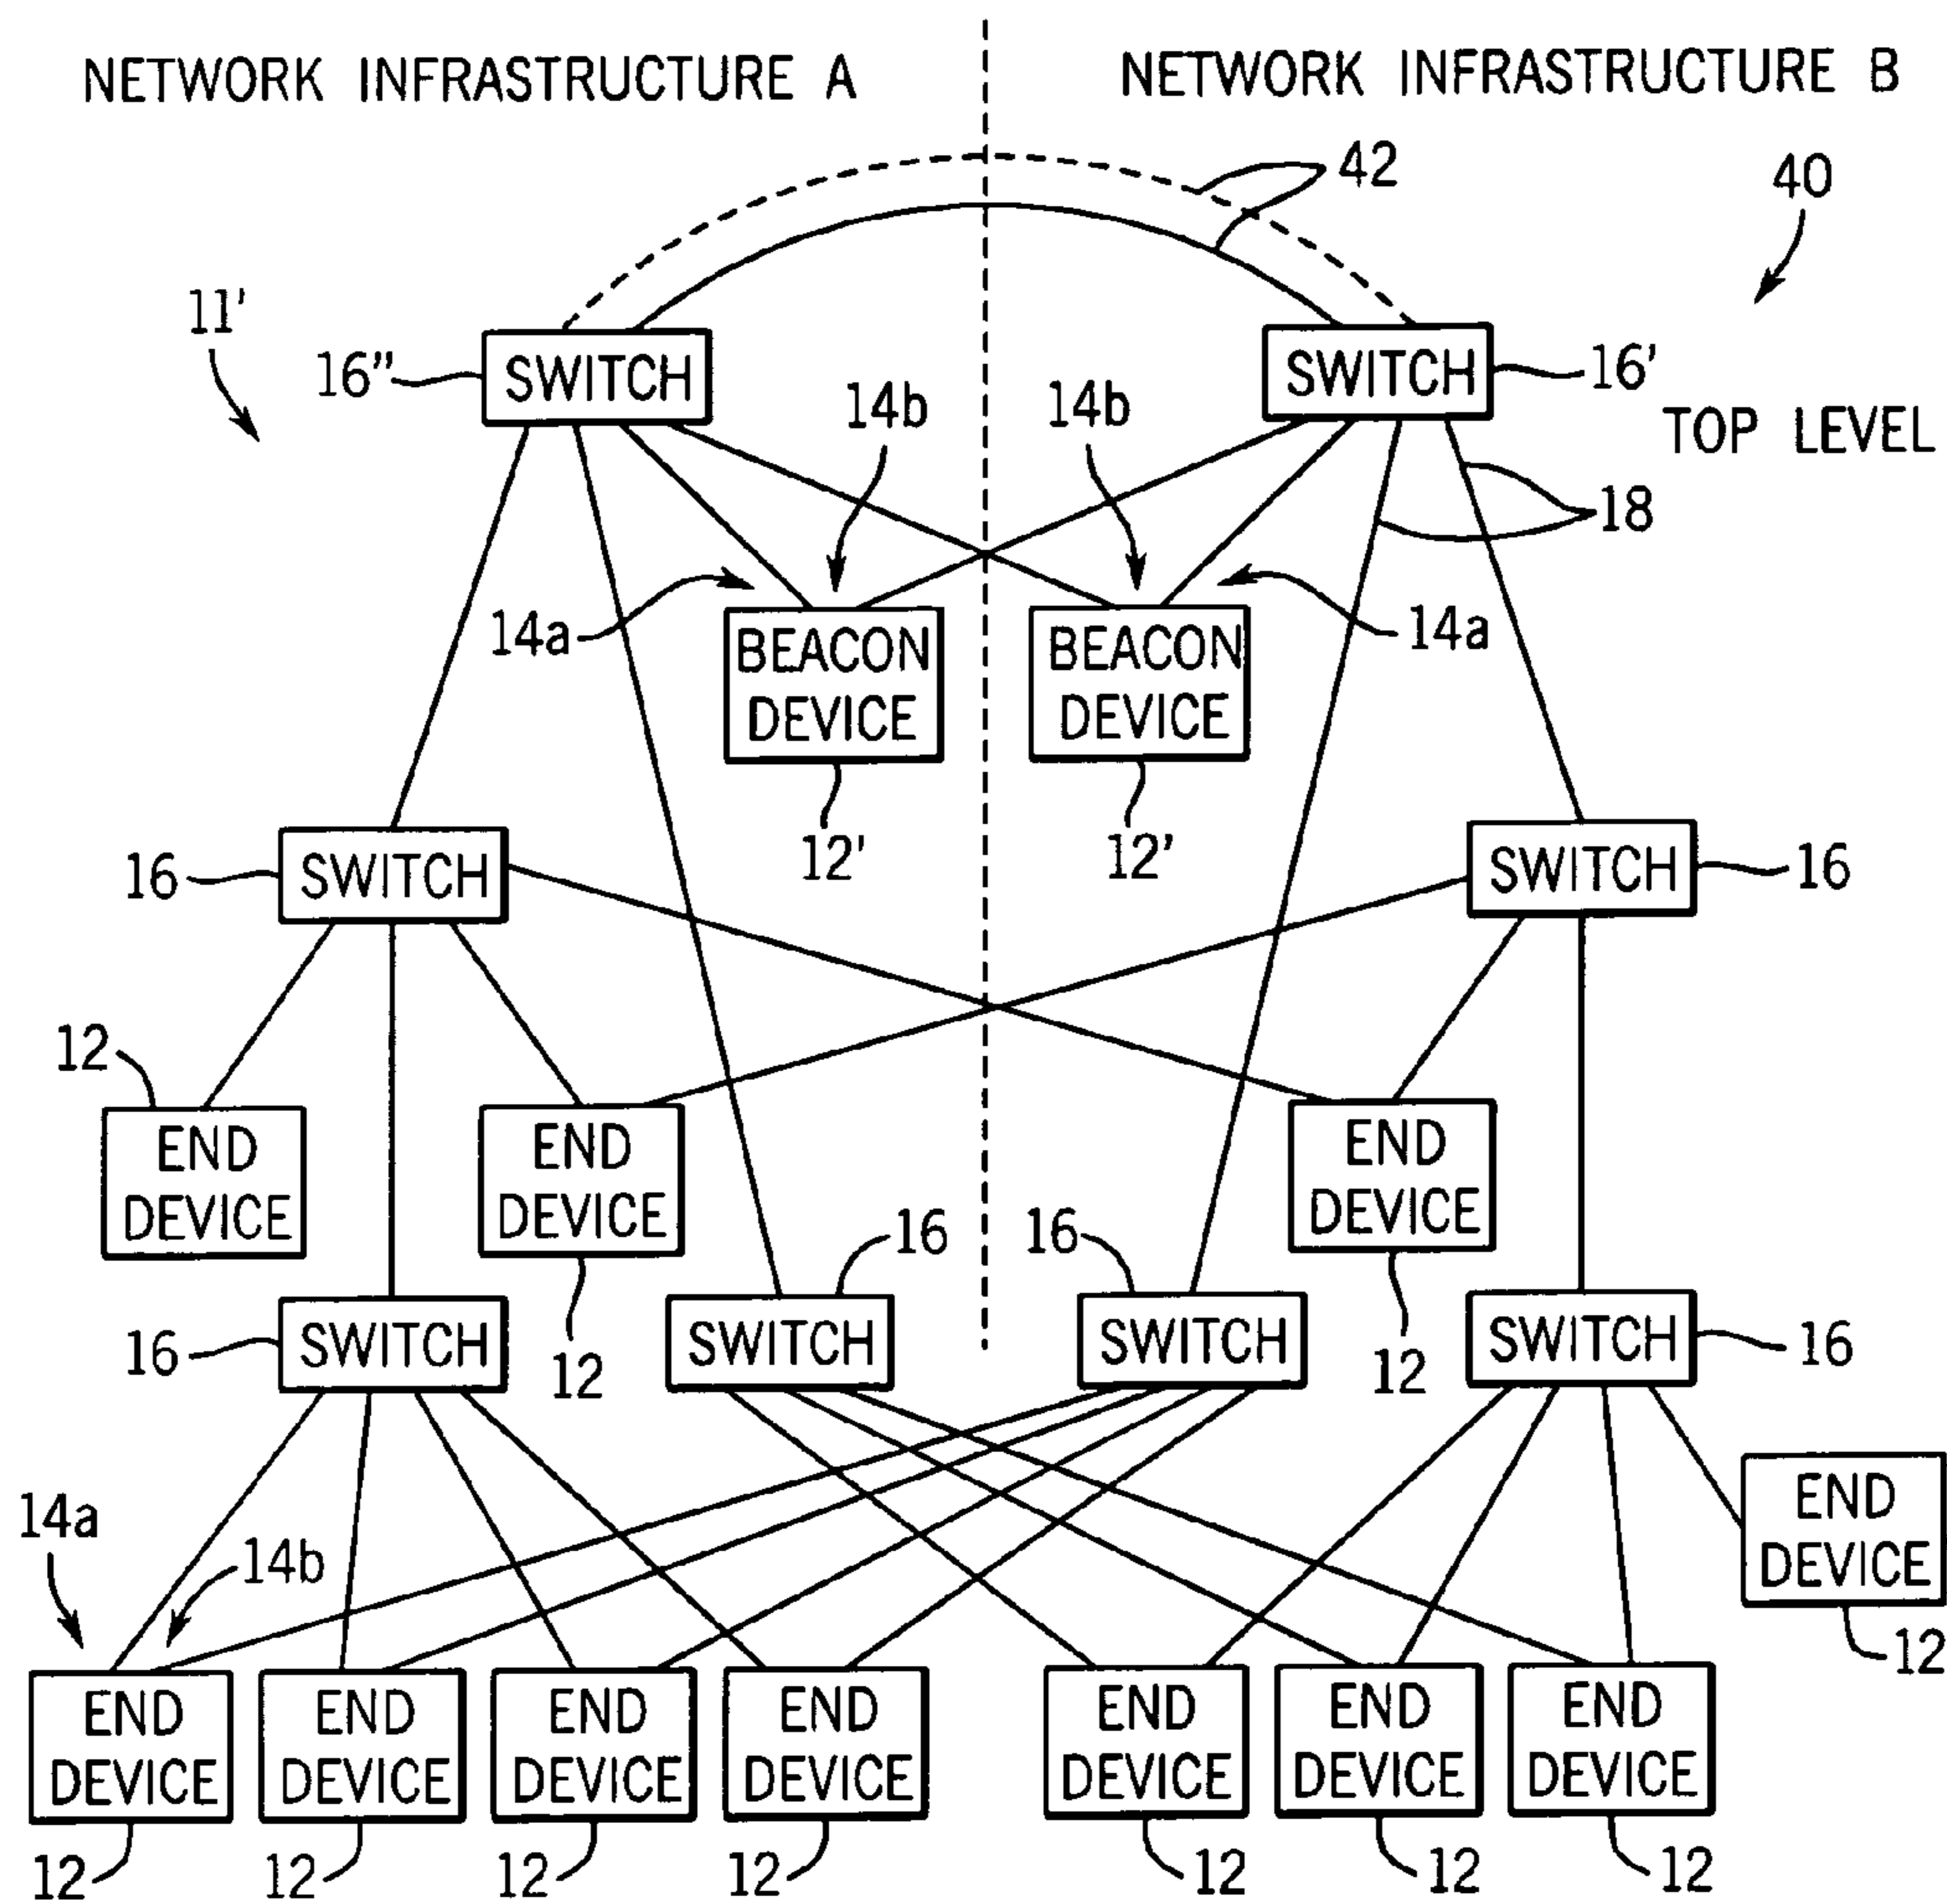 NETWORK INFRASTRUCTURE A
NETWORK INFRASTRUCTURE B
42
40
11'
16"
SWITCH
SWITCH
16'
14b
14b
TOP LEVEL
18
14a
14a
BEACON
DEVICE
BEACON
DEVICE
12'
12'
16
SWITCH
SWITCH
16
12
END
DEVICE
END
DEVICE
END
DEVICE
16
16
12
12
16
SWITCH
SWITCH
SWITCH
SWITCH
16
14a
14b
END
DEVICE
12
END
DEVICE
END
DEVICE
END
DEVICE
END
DEVICE
END
DEVICE
END
DEVICE
END
DEVICE
12
12
12
12
12
12
12